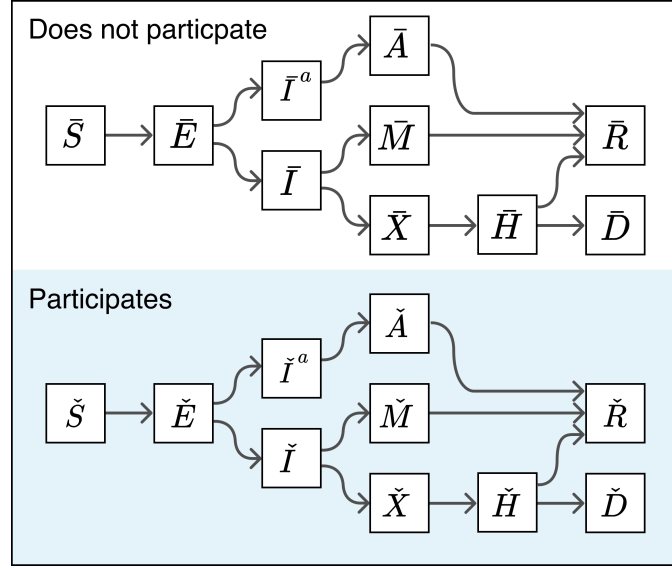 Does not particpate
Ā
Īᵃ
S̄ Ē M̄ R̄
Ī
X̄ H̄ D̄
Participates
Ǎ
Ǐᵃ
Š Ě M̌ Ř
Ǐ
X̌ Ȟ Ď